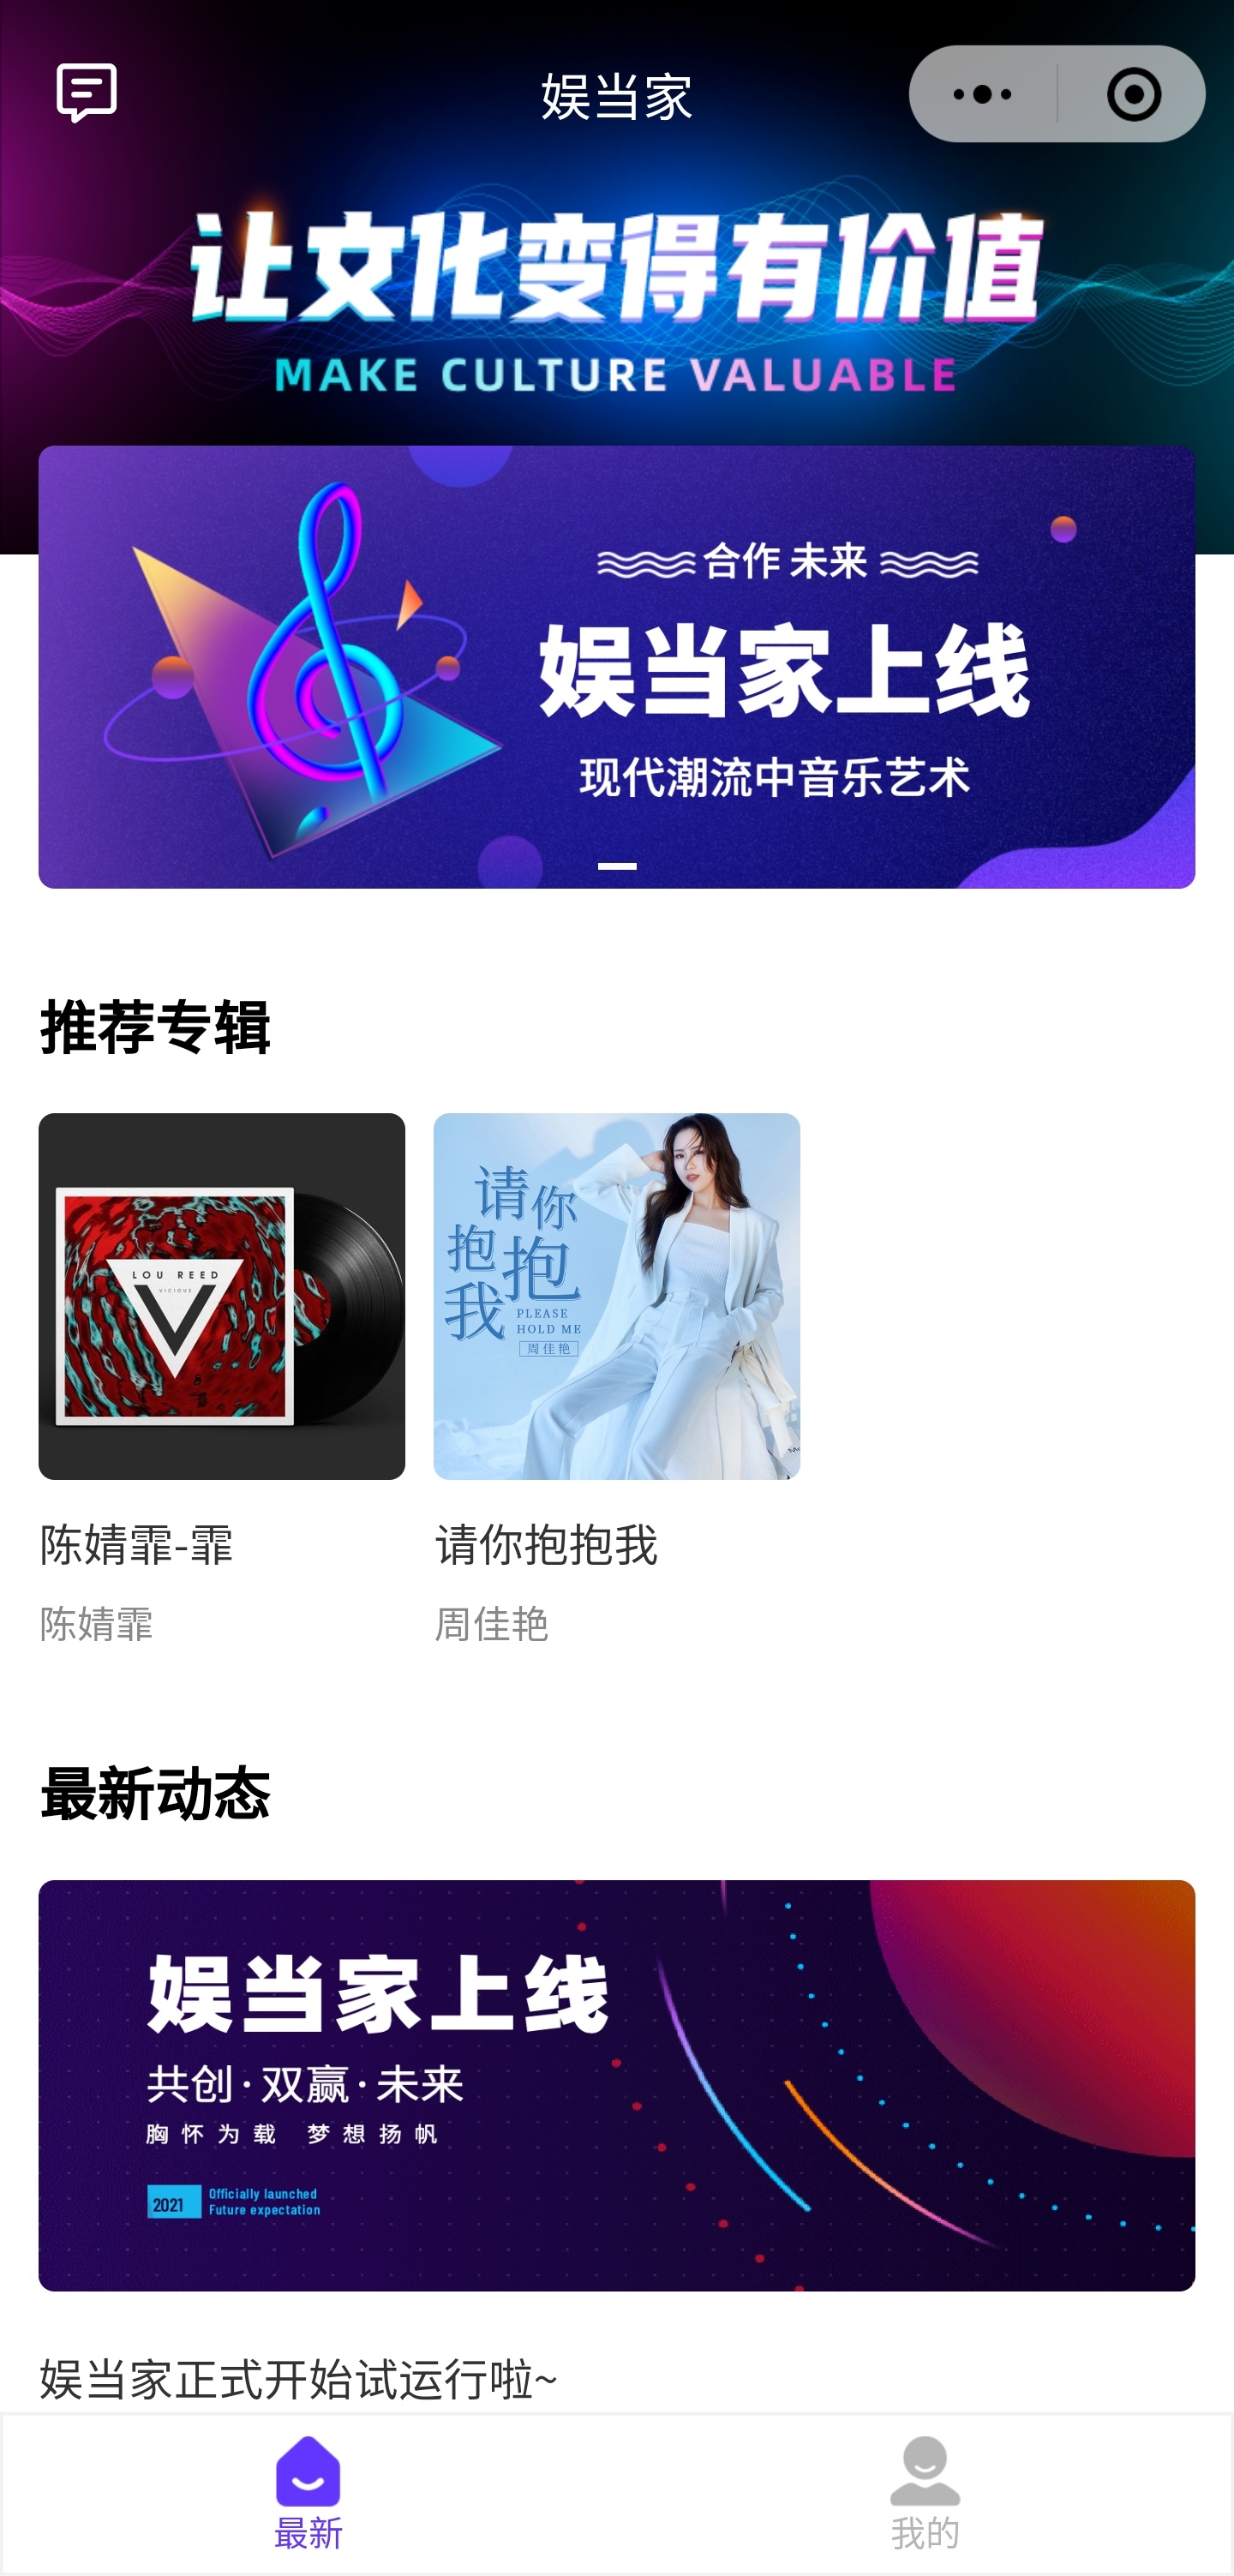 娱当家
让文化变得有价值
MAKE CULTURE VALUABLE
合作 未来
娱当家上线
现代潮流中音乐艺术
推荐专辑
LOU REED
VICIOUS
请你
抱抱
我
PLEASE
HOLD ME
周佳艳
陈婧霏-霏
陈婧霏
请你抱抱我
周佳艳
最新动态
娱当家上线
共创·双赢·未来
胸怀为载 梦想扬帆
2021
Officially launched
Future expectation
娱当家正式开始试运行啦~
最新
我的